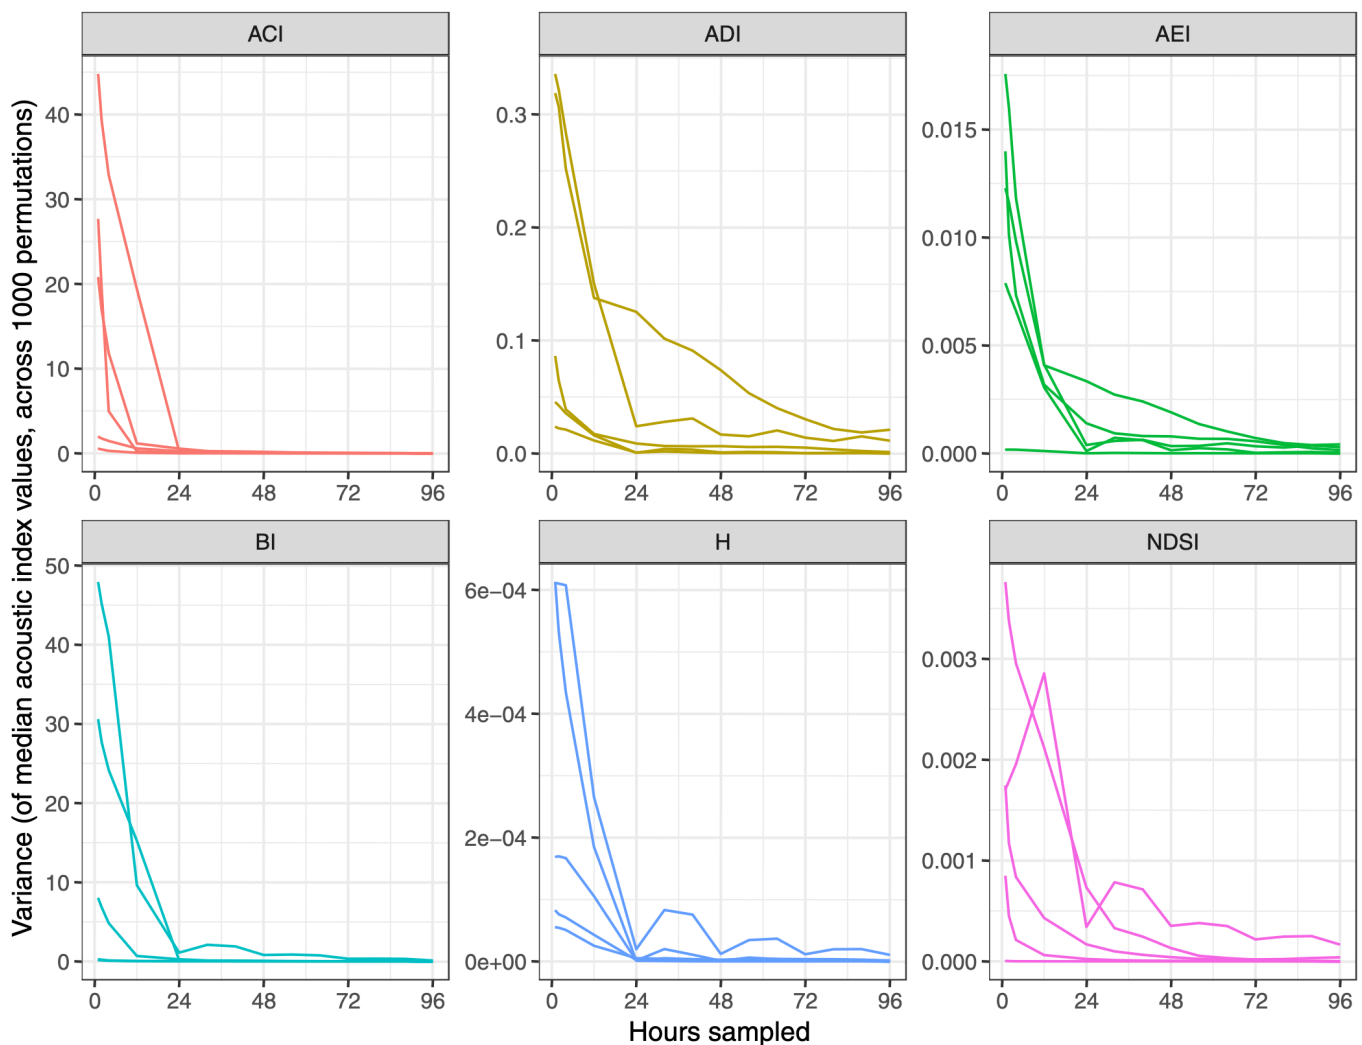 ACI
ADI
AEI
Variance (of median acoustic index values, across 1000 permutations)
40
30
20
10
0
0.3
0.2
0.1
0.0
0.015
0.010
0.005
0.000
0 24 48 72 96
0 24 48 72 96
0 24 48 72 96
BI
H
NDSI
50
40
30
20
10
0
6e−04
4e−04
2e−04
0e+00
0.003
0.002
0.001
0.000
0 24 48 72 96
0 24 48 72 96
0 24 48 72 96
Hours sampled